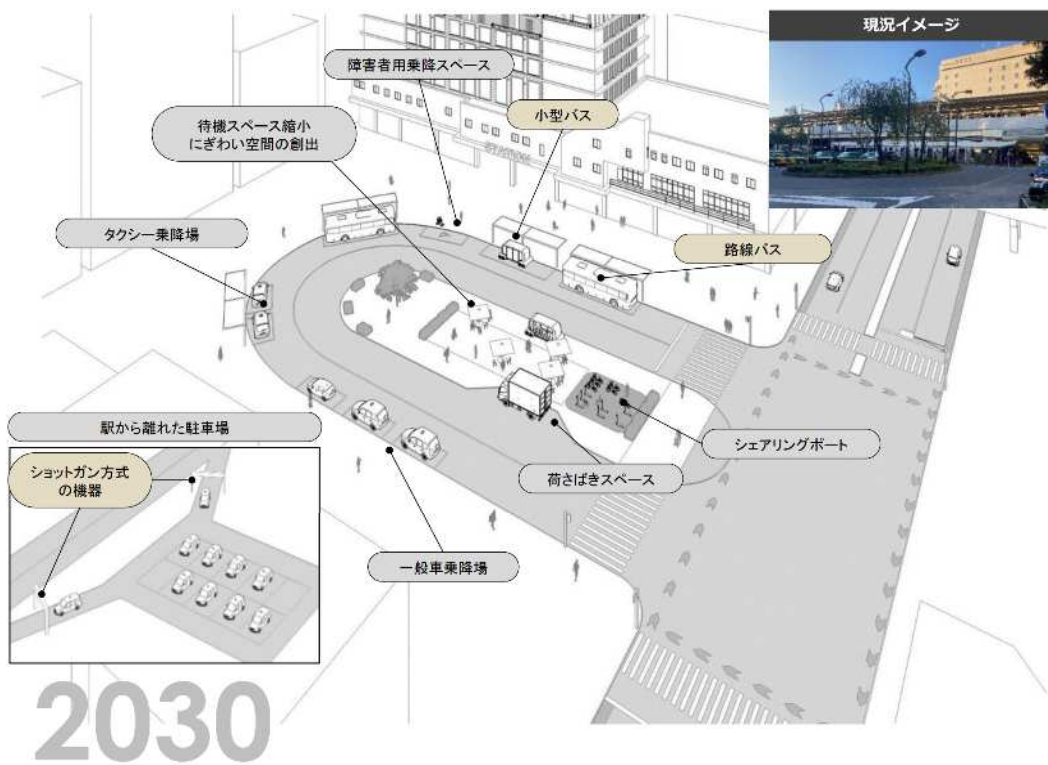 現況イメージ
障害者用乗降スペース
小型バス
待機スペース縮小
にぎわい空間の創出
STATION
タクシー乗降場
路線バス
駅から離れた駐車場
ショットガン方式
の機器
シェアリングポート
荷さばきスペース
一般車乗降場
2030